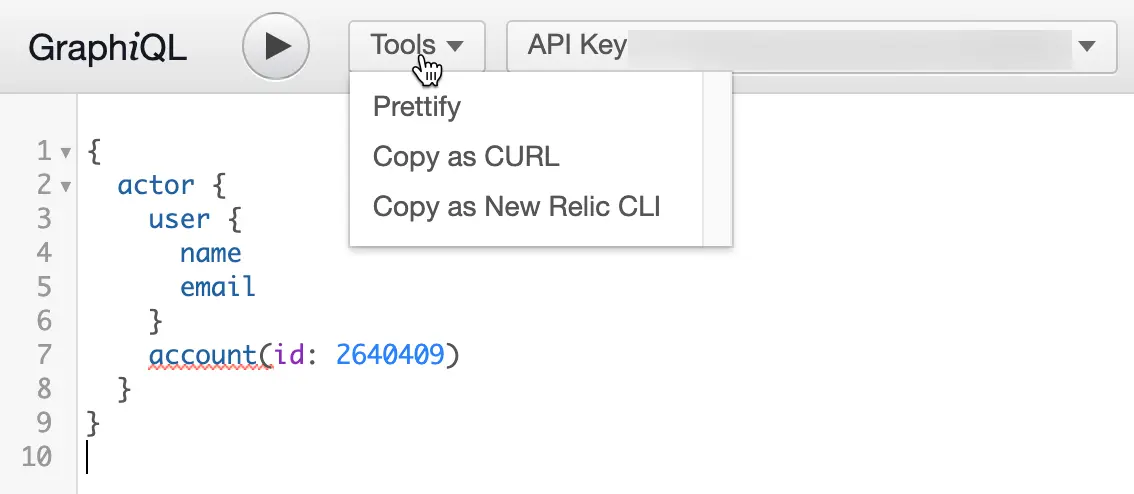 GraphiQL
Tools
API Key
Prettify
Copy as CURL
Copy as New Relic CLI
1 {
2 actor {
3 user {
4 name
5 email
6 }
7 account(id: 2640409)
8 }
9 }
10